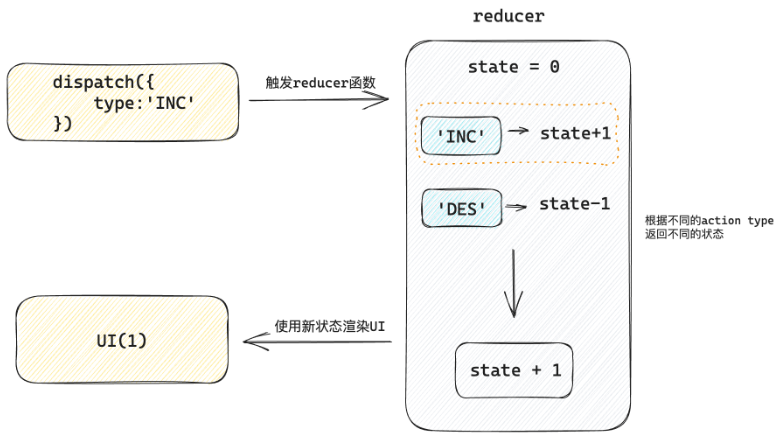 reducer
dispatch({
type:'INC'
})
触发reducer函数
state = 0
'INC'
state+1
'DES'
state-1
根据不同的action type
返回不同的状态
UI(1)
使用新状态渲染UI
state + 1